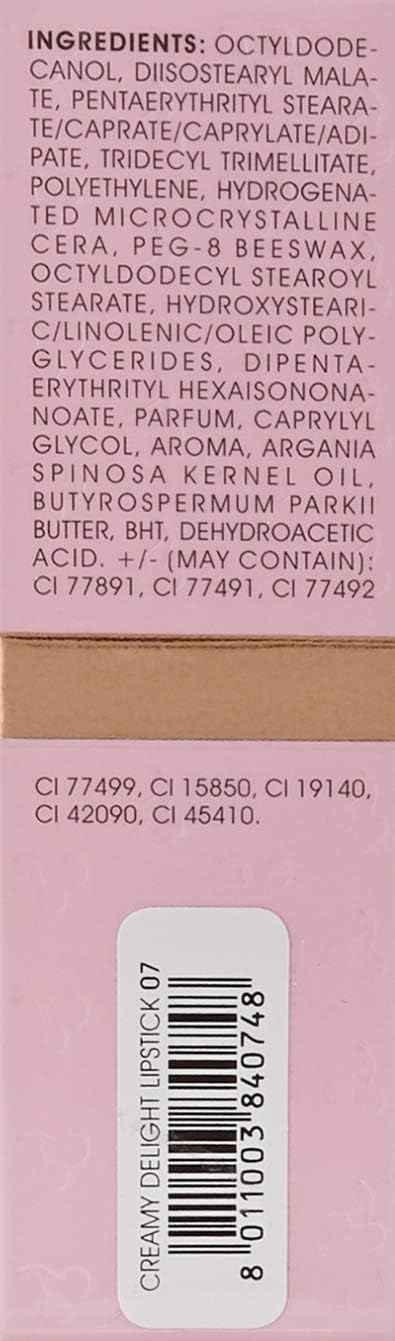 INGREDIENTS: OCTYLDODE-
CANOL, DIISOSTEARYL MALA-
TE, PENTAERYTHRITYL STEARA-
TE/CAPRATE/CAPRYLATE/ADI-
PATE, TRIDECYL TRIMELLITATE,
POLYETHYLENE, HYDROGENA-
TED MICROCRYSTALLINE
CERA, PEG-8 BEESWAX,
OCTYLDODECYL STEAROYL
STEARATE, HYDROXYSTEARI-
C/LINOLENIC/OLEIC POLY-
GLYCERIDES, DIPENTA-
ERYTHRITYL HEXAISONONA-
NOATE, PARFUM, CAPRYLYL
GLYCOL, AROMA, ARGANIA
SPINOSA KERNEL OIL,
BUTYROSPERMUM PARKII
BUTTER, BHT, DEHYDROACETIC
ACID. +/- (MAY CONTAIN):
CI 77891, CI 77491, CI 77492
CI 77499, CI 15850, CI 19140,
CI 42090, CI 45410.
CREAMY DELIGHT LIPSTICK 07
8 011003 840748